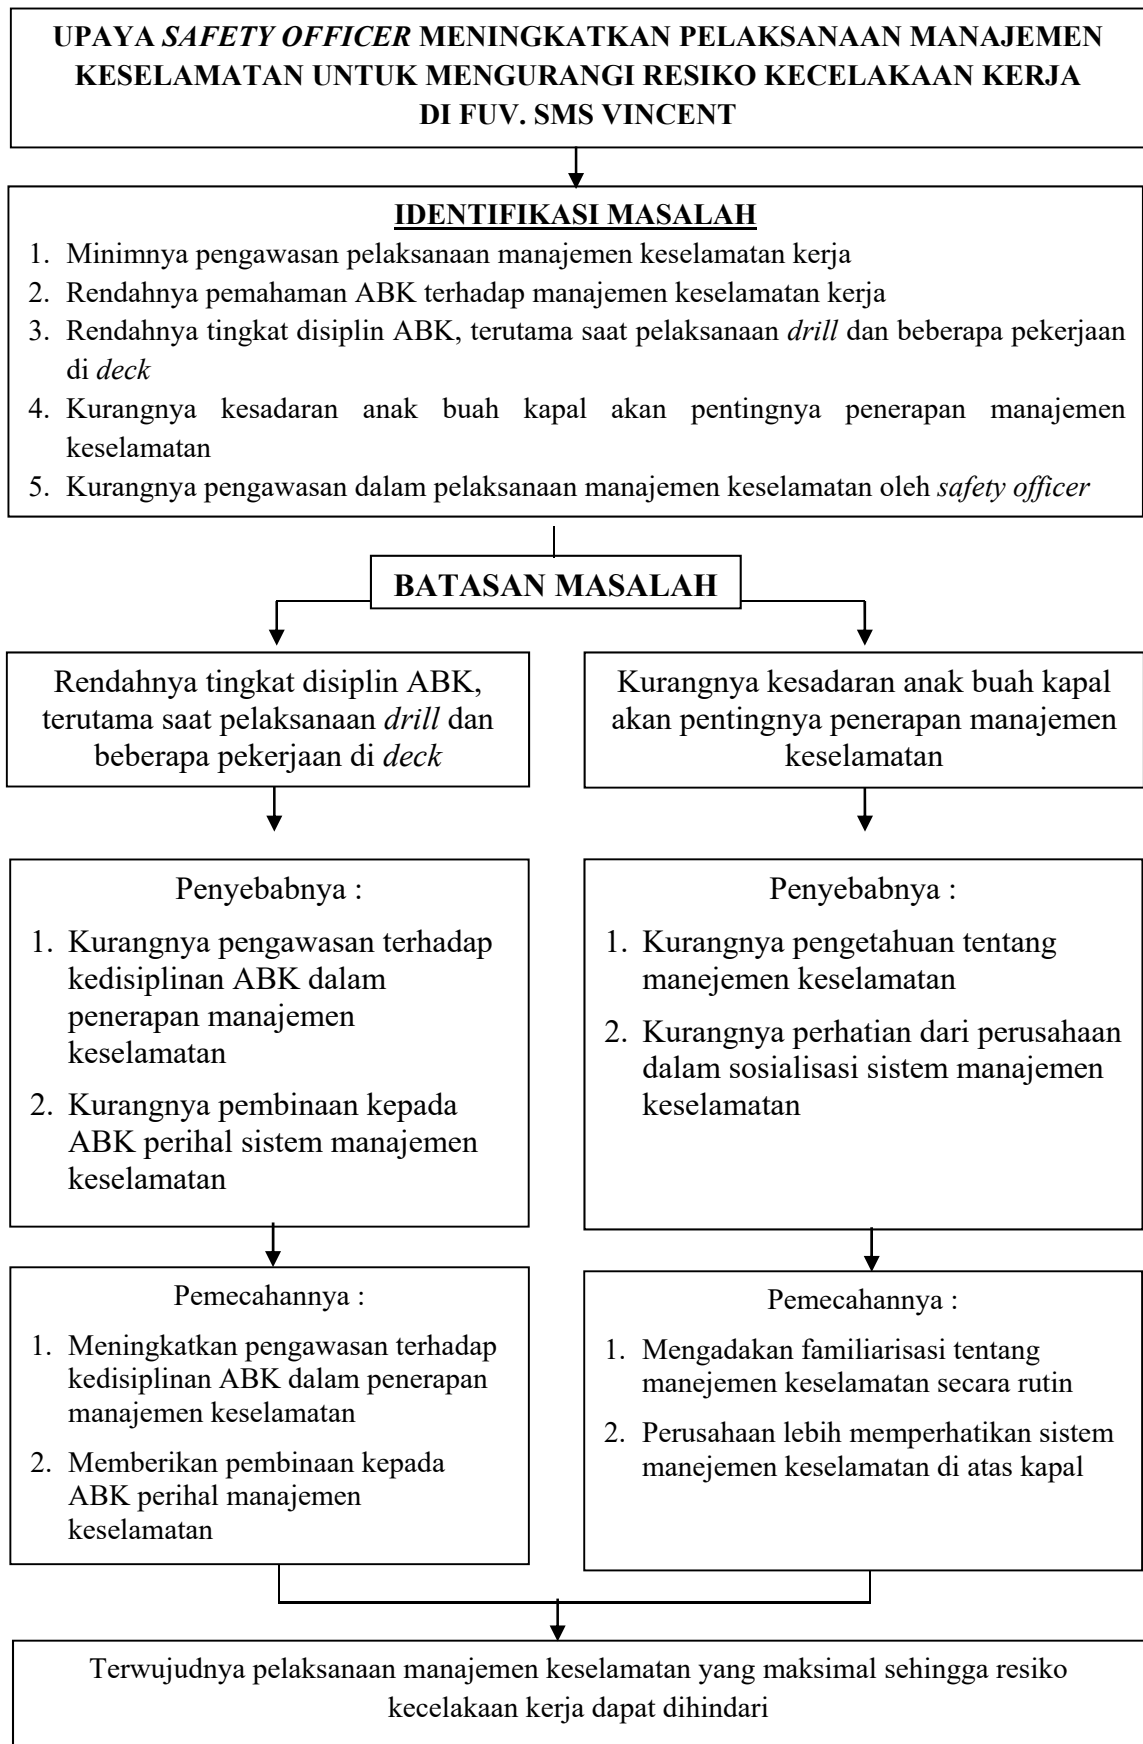 UPAYA SAFETY OFFICER MENINGKATKAN PELAKSANAAN MANAJEMEN
KESELAMATAN UNTUK MENGURANGI RESIKO KECELAKAAN KERJA
DI FUV. SMS VINCENT
IDENTIFIKASI MASALAH
1. Minimnya pengawasan pelaksanaan manajemen keselamatan kerja
2. Rendahnya pemahaman ABK terhadap manajemen keselamatan kerja
3. Rendahnya tingkat disiplin ABK, terutama saat pelaksanaan drill dan beberapa pekerjaan
di deck
4. Kurangnya kesadaran anak buah kapal akan pentingnya penerapan manajemen
keselamatan
5. Kurangnya pengawasan dalam pelaksanaan manajemen keselamatan oleh safety officer
BATASAN MASALAH
Rendahnya tingkat disiplin ABK,
terutama saat pelaksanaan drill dan
beberapa pekerjaan di deck
Kurangnya kesadaran anak buah kapal
akan pentingnya penerapan manajemen
keselamatan
Penyebabnya :
1. Kurangnya pengawasan terhadap
kedisiplinan ABK dalam
penerapan manajemen
keselamatan
2. Kurangnya pembinaan kepada
ABK perihal sistem manajemen
keselamatan
Penyebabnya :
1. Kurangnya pengetahuan tentang
manejemen keselamatan
2. Kurangnya perhatian dari perusahaan
dalam sosialisasi sistem manajemen
keselamatan
Pemecahannya :
1. Meningkatkan pengawasan terhadap
kedisiplinan ABK dalam penerapan
manajemen keselamatan
2. Memberikan pembinaan kepada
ABK perihal manajemen
keselamatan
Pemecahannya :
1. Mengadakan familiarisasi tentang
manejemen keselamatan secara rutin
2. Perusahaan lebih memperhatikan sistem
manejemen keselamatan di atas kapal
Terwujudnya pelaksanaan manajemen keselamatan yang maksimal sehingga resiko
kecelakaan kerja dapat dihindari